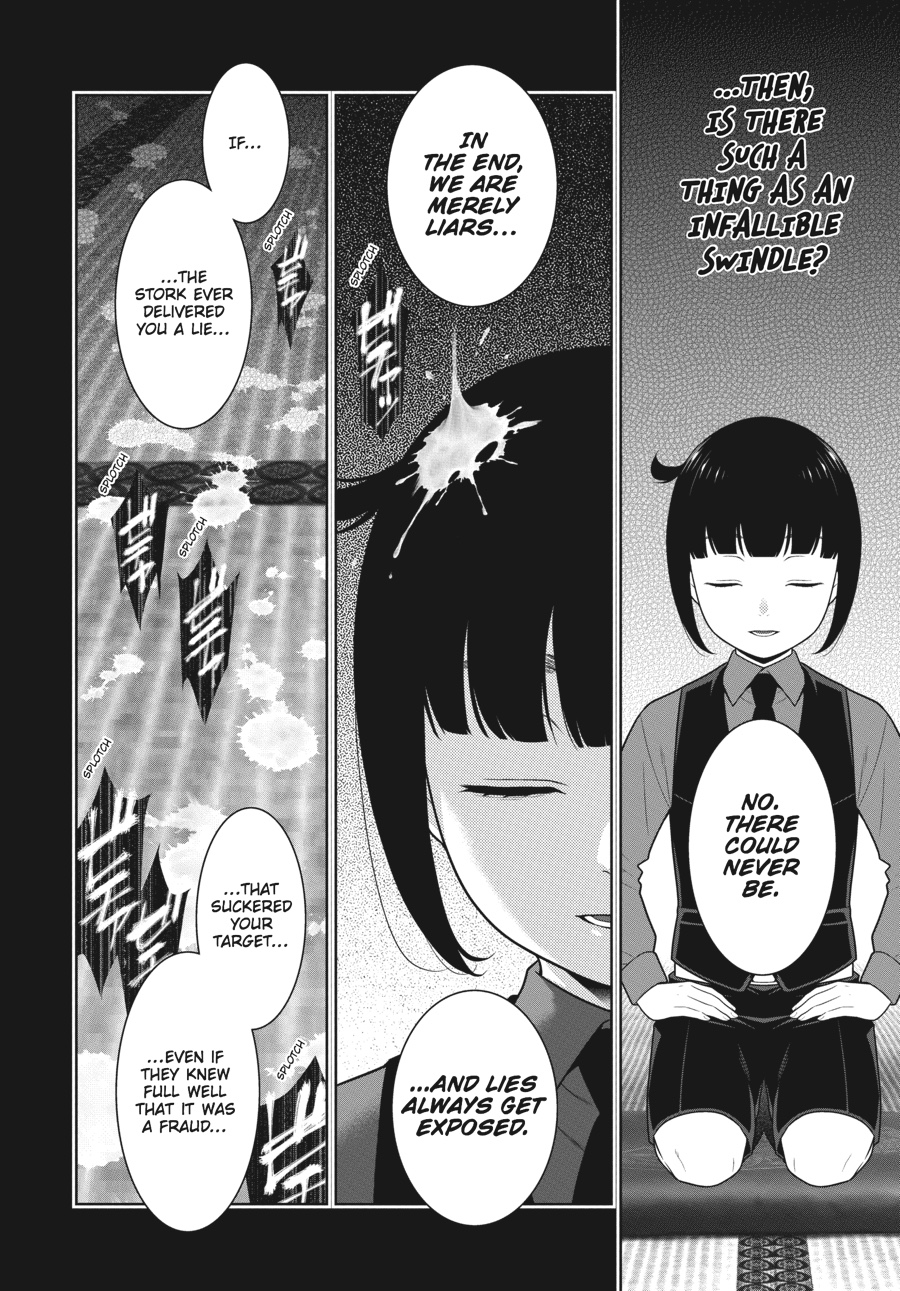 ...THEN,
IS THERE
SUCH A
THING AS AN
INFALLIBLE
SWINDLE?
NO.
THERE
COULD
NEVER
BE.
IN
THE END,
WE ARE
MERELY
LIARS...
SPLOTCH
...AND LIES
ALWAYS GET
EXPOSED.
IF...
SPLOTCH
...THE
STORK EVER
DELIVERED
YOU A LIE...
SPLOTCH
SPLOTCH
SPLOTCH
...THAT
SUCKERED
YOUR
TARGET...
...EVEN IF
THEY KNEW
FULL WELL
THAT IT WAS
A FRAUD...
SPLOTCH